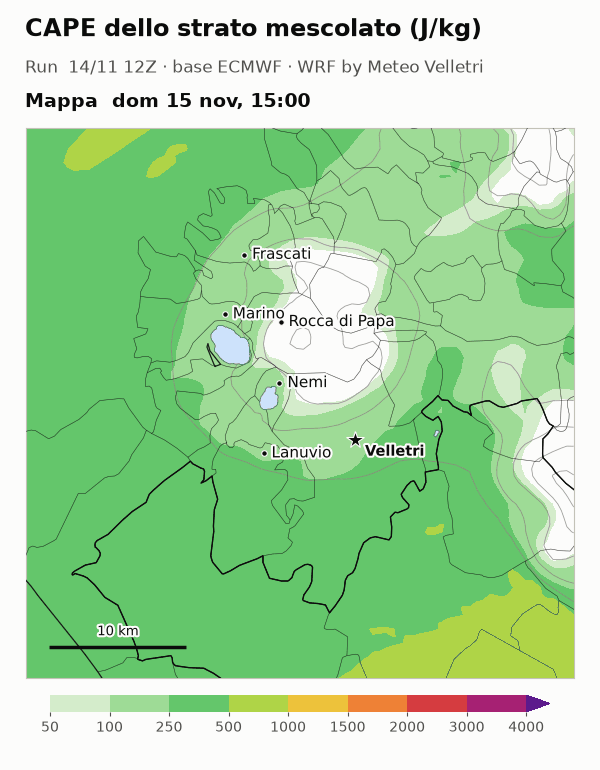 CAPE dello strato mescolato (J/kg)
Run  14/11 12Z · base ECMWF · WRF by Meteo Velletri
Mappa  dom 15 nov, 15:00
Frascati
Marino
Rocca di Papa
Nemi
Velletri
Lanuvio
10 km
50 100 250 500 1000 1500 2000 3000 4000